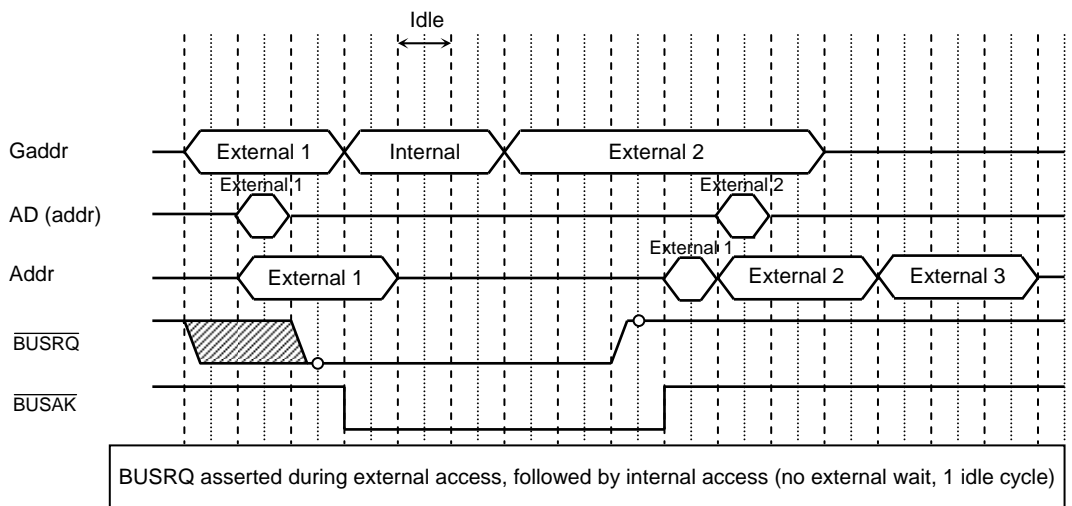 Idle
Gaddr
External 1
Internal
External 2
External 1
External 2
AD (addr)
External 1
Addr
External 1
External 2
External 3
BUSRQ
BUSAK
BUSRQ asserted during external access, followed by internal access (no external wait, 1 idle cycle)